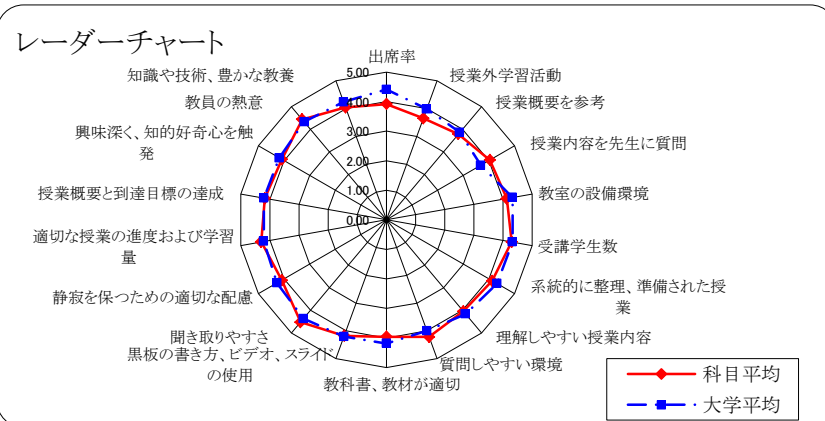 レーダーチャート
出席率
授業外学習活動
授業概要を参考
授業内容を先生に質問
教室の設備環境
受講学生数
系統的に整理、準備された授
業
理解しやすい授業内容
質問しやすい環境
教科書、教材が適切
黒板の書き方、ビデオ、スライド
の使用
聞き取りやすさ
静寂を保つための適切な配慮
適切な授業の進度および学習
量
授業概要と到達目標の達成
興味深く、知的好奇心を触
発
教員の熱意
知識や技術、豊かな教養
5.00
4.00
3.00
2.00
1.00
0.00
科目平均
大学平均